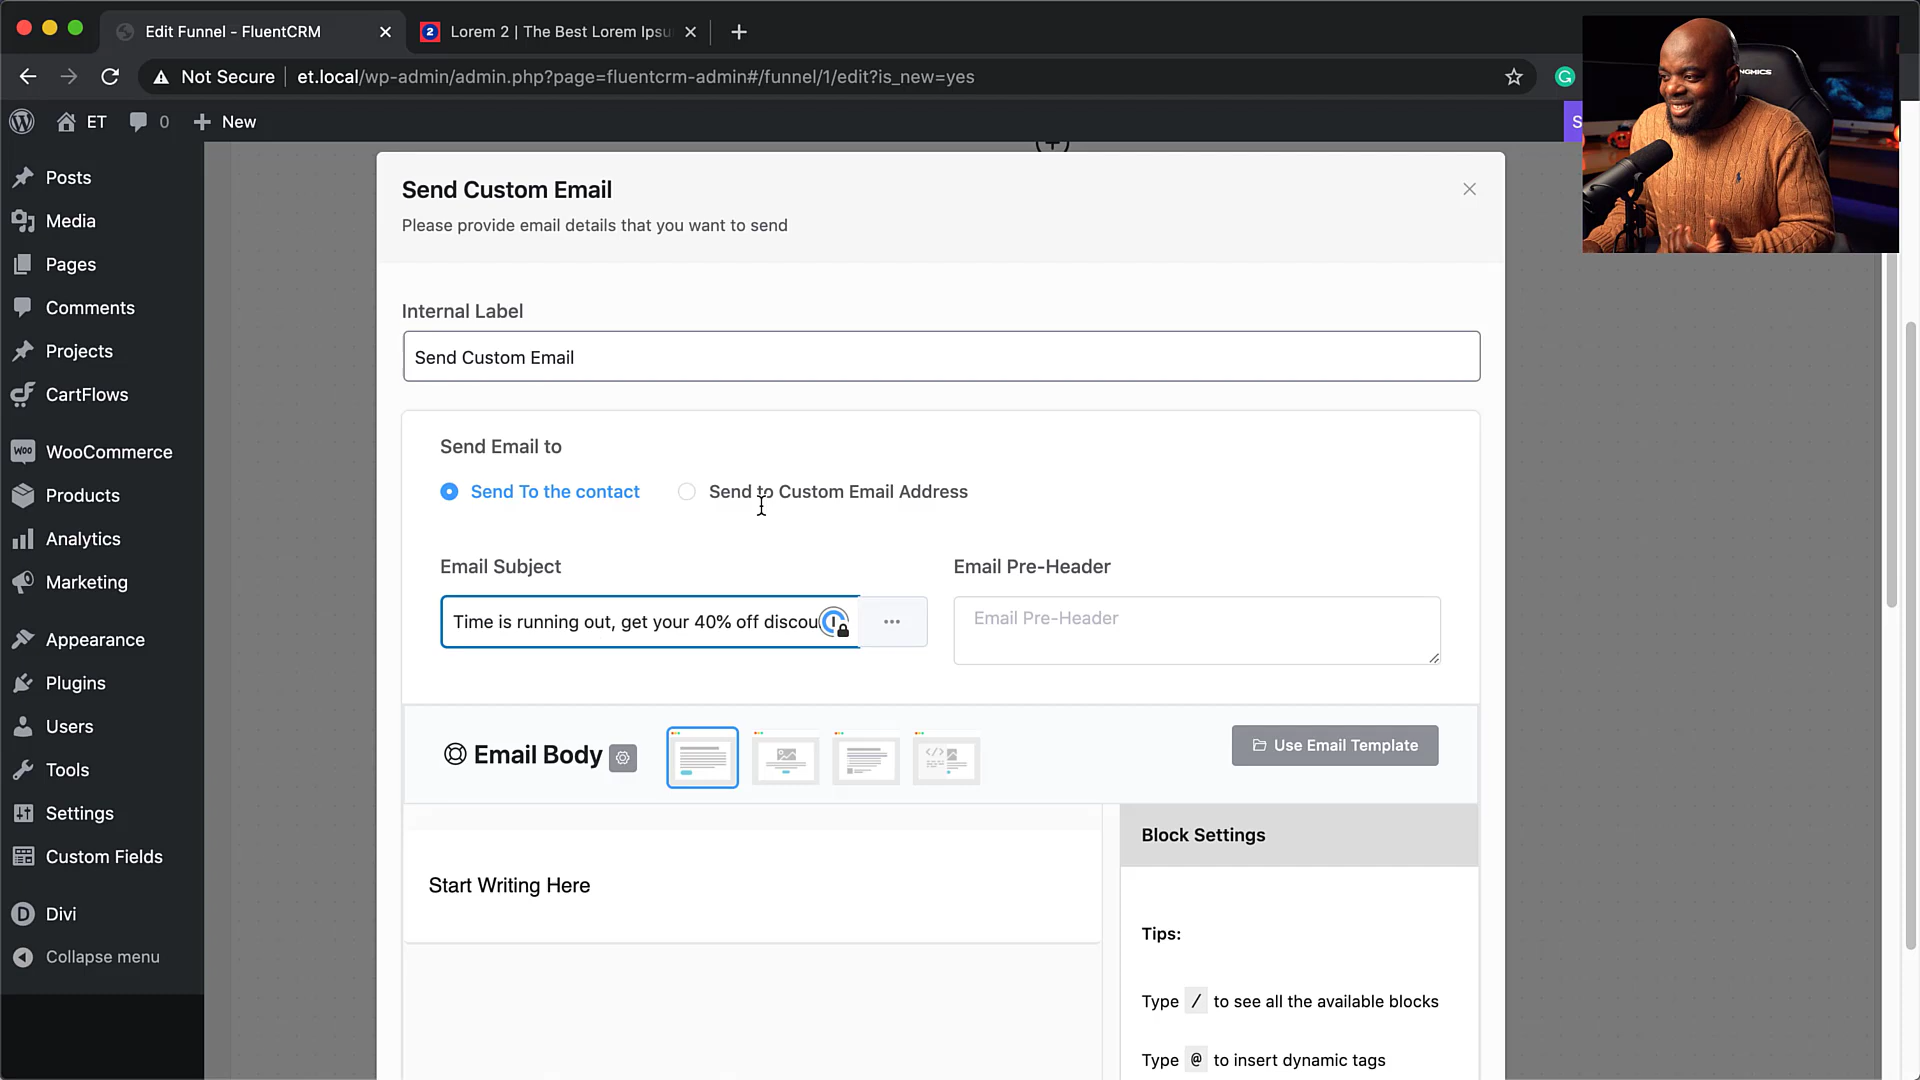 Edit Funnel - FluentCRM
2 Lorem 2 | The Best Lorem Ipsu
Not Secure et.local/wp-admin/admin.php?page=fluentcrm-admin#/funnel/1/edit?is_new=yes
G
ET 0 New
S
Posts
Media
Pages
Comments
Projects
CartFlows
Woo WooCommerce
Products
Analytics
Marketing
Appearance
Plugins
Users
Tools
Settings
Custom Fields
D Divi
Collapse menu
Send Custom Email
Please provide email details that you want to send
Internal Label
Send Custom Email
Send Email to
Send To the contact Send to Custom Email Address
Email Subject Email Pre-Header
Time is running out, get your 40% off discou ••• Email Pre-Header
Email Body </> Use Email Template
Block Settings
Start Writing Here
Tips:
Type / to see all the available blocks
Type @ to insert dynamic tags